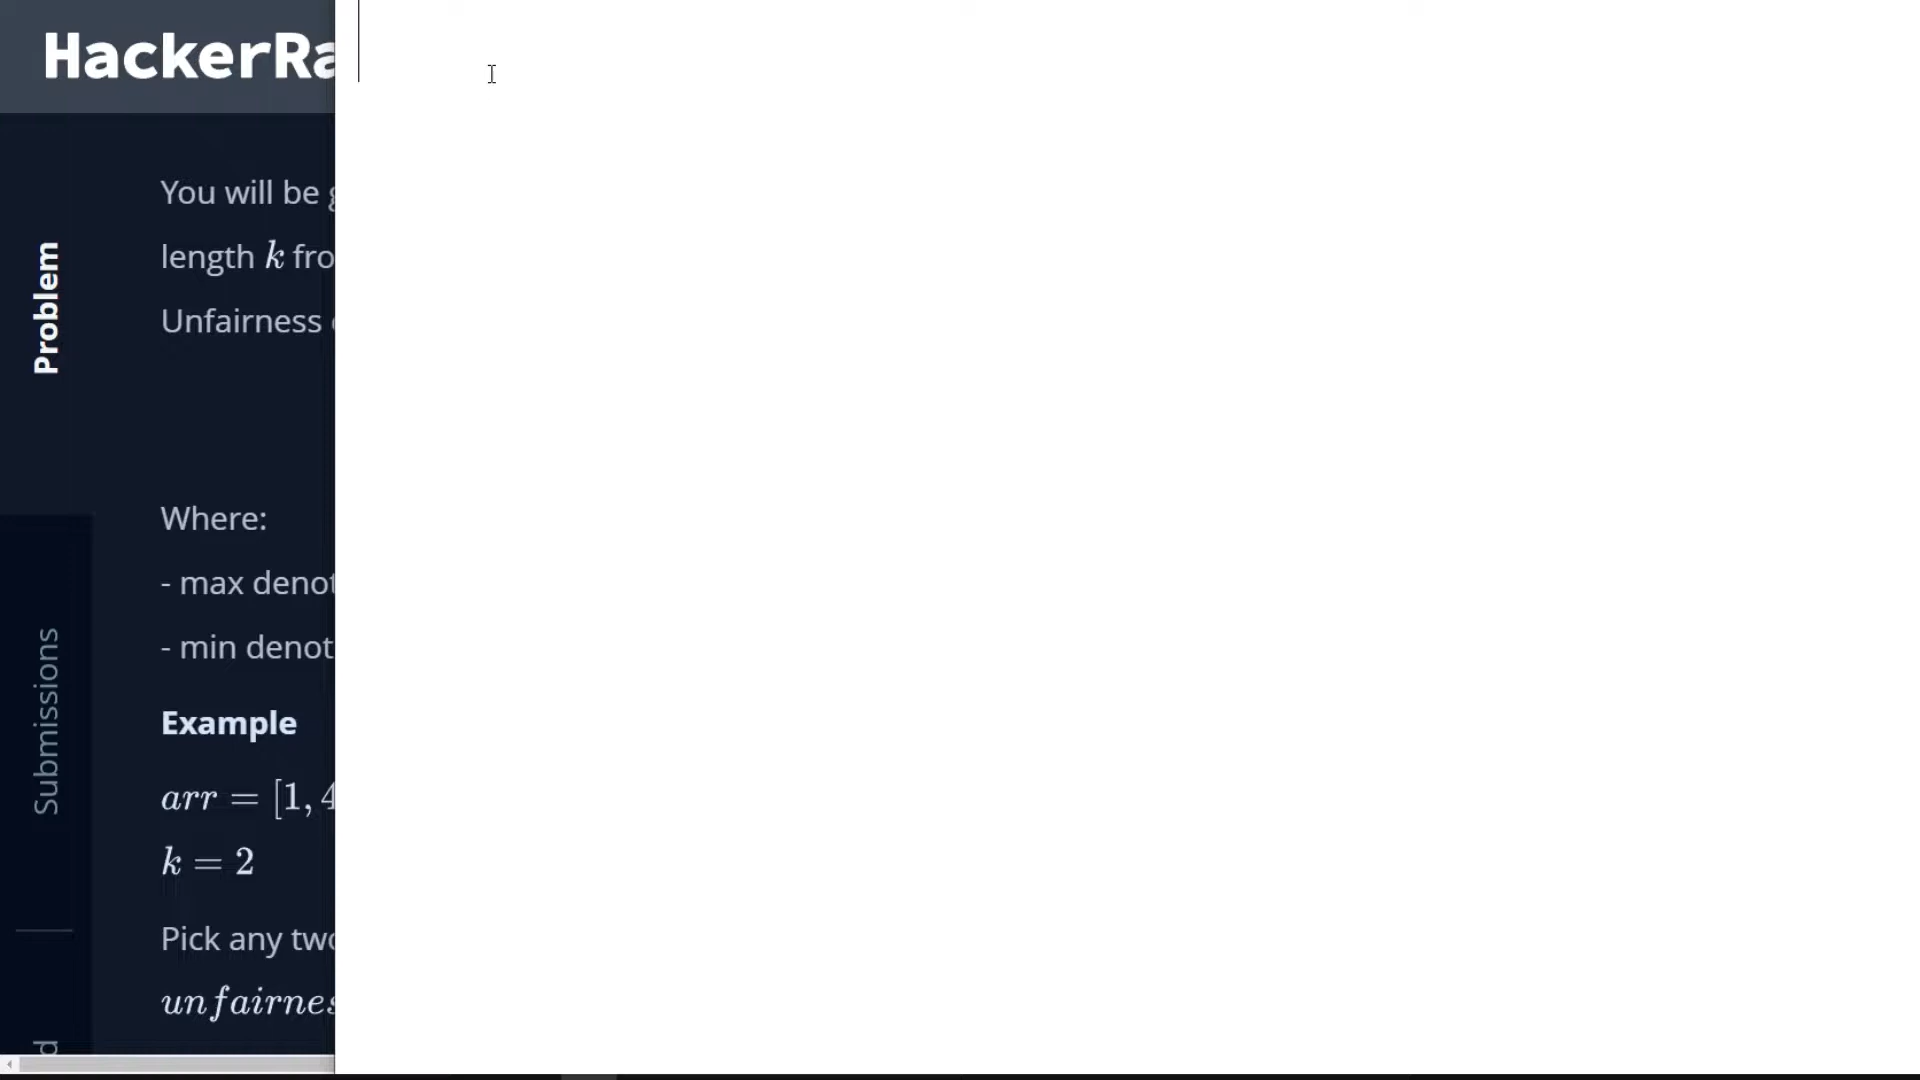 HackerRa
You will be
length k fro
Unfairness
Problem
Where:
- max denot
- min denot
Submissions
Example
arr = [1, 4
k = 2
Pick any two
unfairnes
d